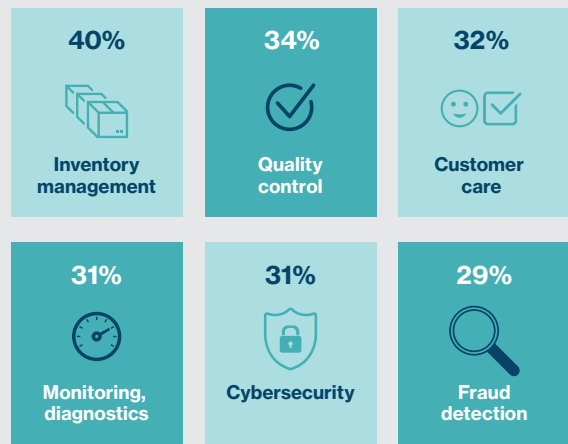 40%
Inventory
management
34%
Quality
control
32%
Customer
care
31%
Monitoring,
diagnostics
31%
Cybersecurity
29%
Fraud
detection